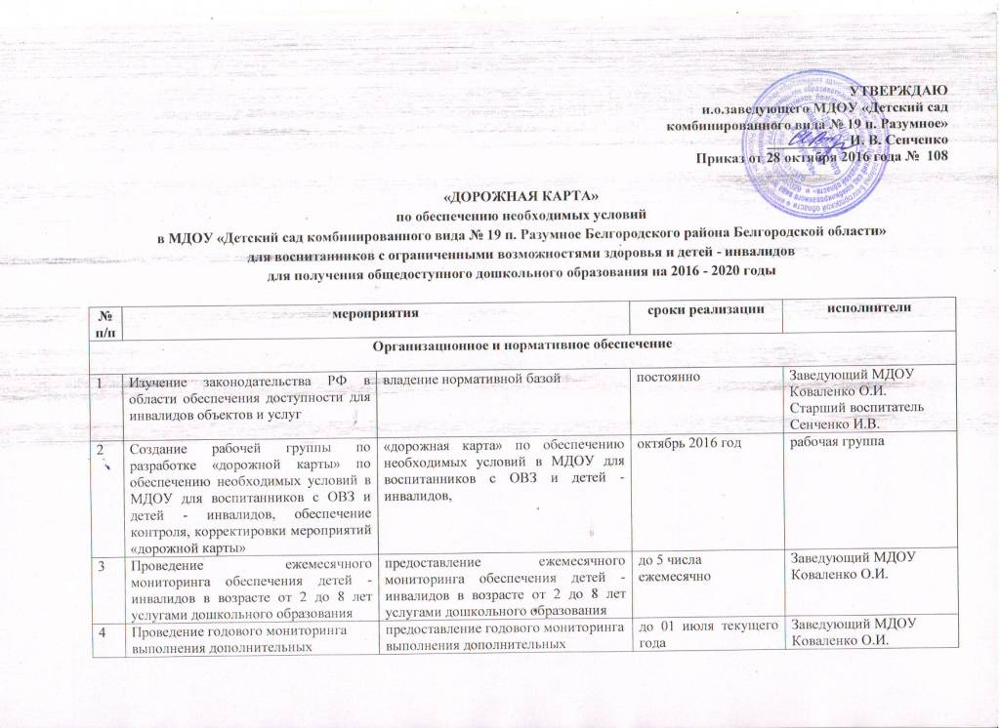 УТВЕРЖДАЮ
и.о.заведующего МДОУ «Детский сад
комбинированного вида № 19 п. Разумное»
И. В. Сенченко
Приказ от 28 октября 2016 года № 108
«ДОРОЖНАЯ КАРТА»
по обеспечению необходимых условий
в МДОУ «Детский сад комбинированного вида № 19 п. Разумное Белгородского района Белгородской области»
для воспитанников с ограниченными возможностями здоровья и детей - инвалидов
для получения общедоступного дошкольного образования на 2016 - 2020 годы
№ п/п
мероприятия
сроки реализации
исполнители
Организационное и нормативное обеспечение
1
Изучение законодательства РФ в
области обеспечения доступности для
инвалидов объектов и услуг
владение нормативной базой
постоянно
Заведующий МДОУ
Коваленко О.И.
Старший воспитатель
Сенченко И.В.
2
Создание рабочей группы по
разработке «дорожной карты» по
обеспечению необходимых условий в
МДОУ для воспитанников с ОВЗ и
детей - инвалидов, обеспечение
контроля, корректировки мероприятий
«дорожной карты»
«дорожная карта» по обеспечению
необходимых условий в МДОУ для
воспитанников с ОВЗ и детей -
инвалидов,
октябрь 2016 год
рабочая группа
3
Проведение ежемесячного
мониторинга обеспечения детей -
инвалидов в возрасте от 2 до 8 лет
услугами дошкольного образования
предоставление ежемесячного
мониторинга обеспечения детей -
инвалидов в возрасте от 2 до 8 лет
услугами дошкольного образования
до 5 числа
ежемесячно
Заведующий МДОУ
Коваленко О.И.
4
Проведение годового мониторинга
выполнения дополнительных
предоставление годового мониторинга
выполнения дополнительных
до 01 июля текущего
года
Заведующий МДОУ
Коваленко О.И.